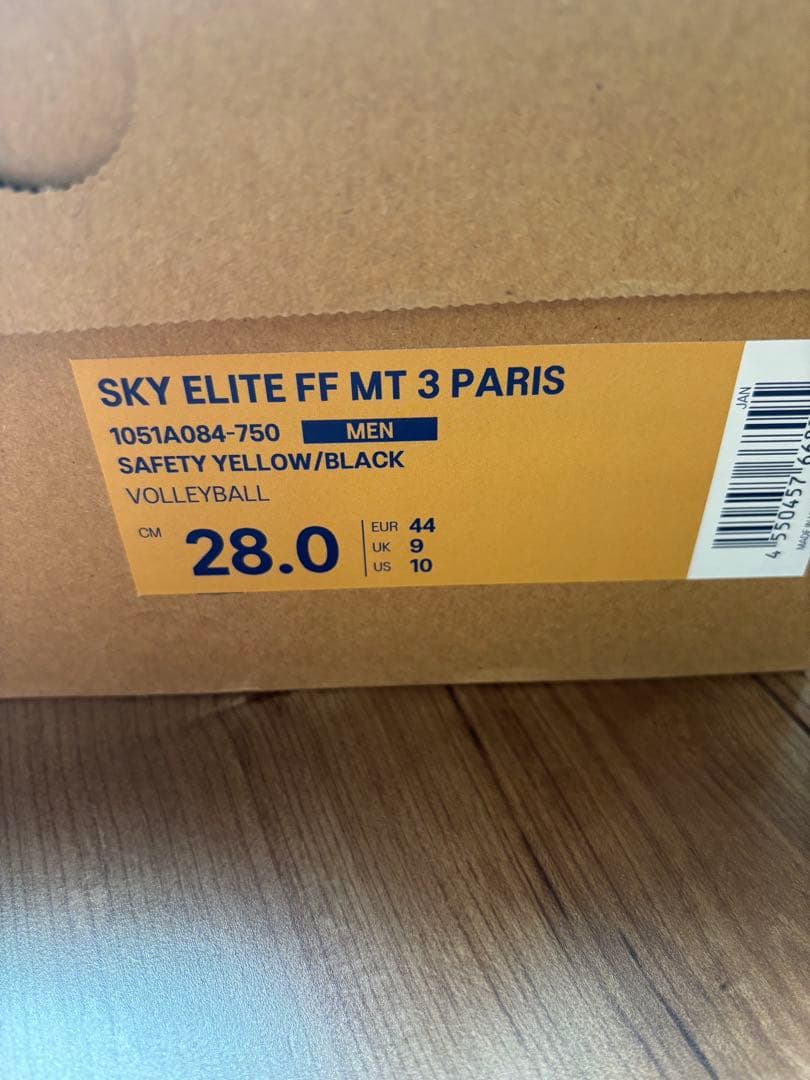 SKY ELITE FF MT 3 PARIS
1051A084-750 MEN
SAFETY YELLOW/BLACK
VOLLEYBALL
CM 28.0
EUR 44
UK 9
US 10
JAN